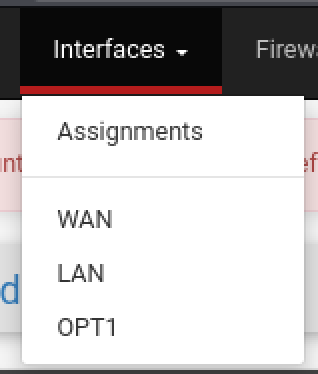 Interfaces
Assignments
WAN
LAN
OPT1